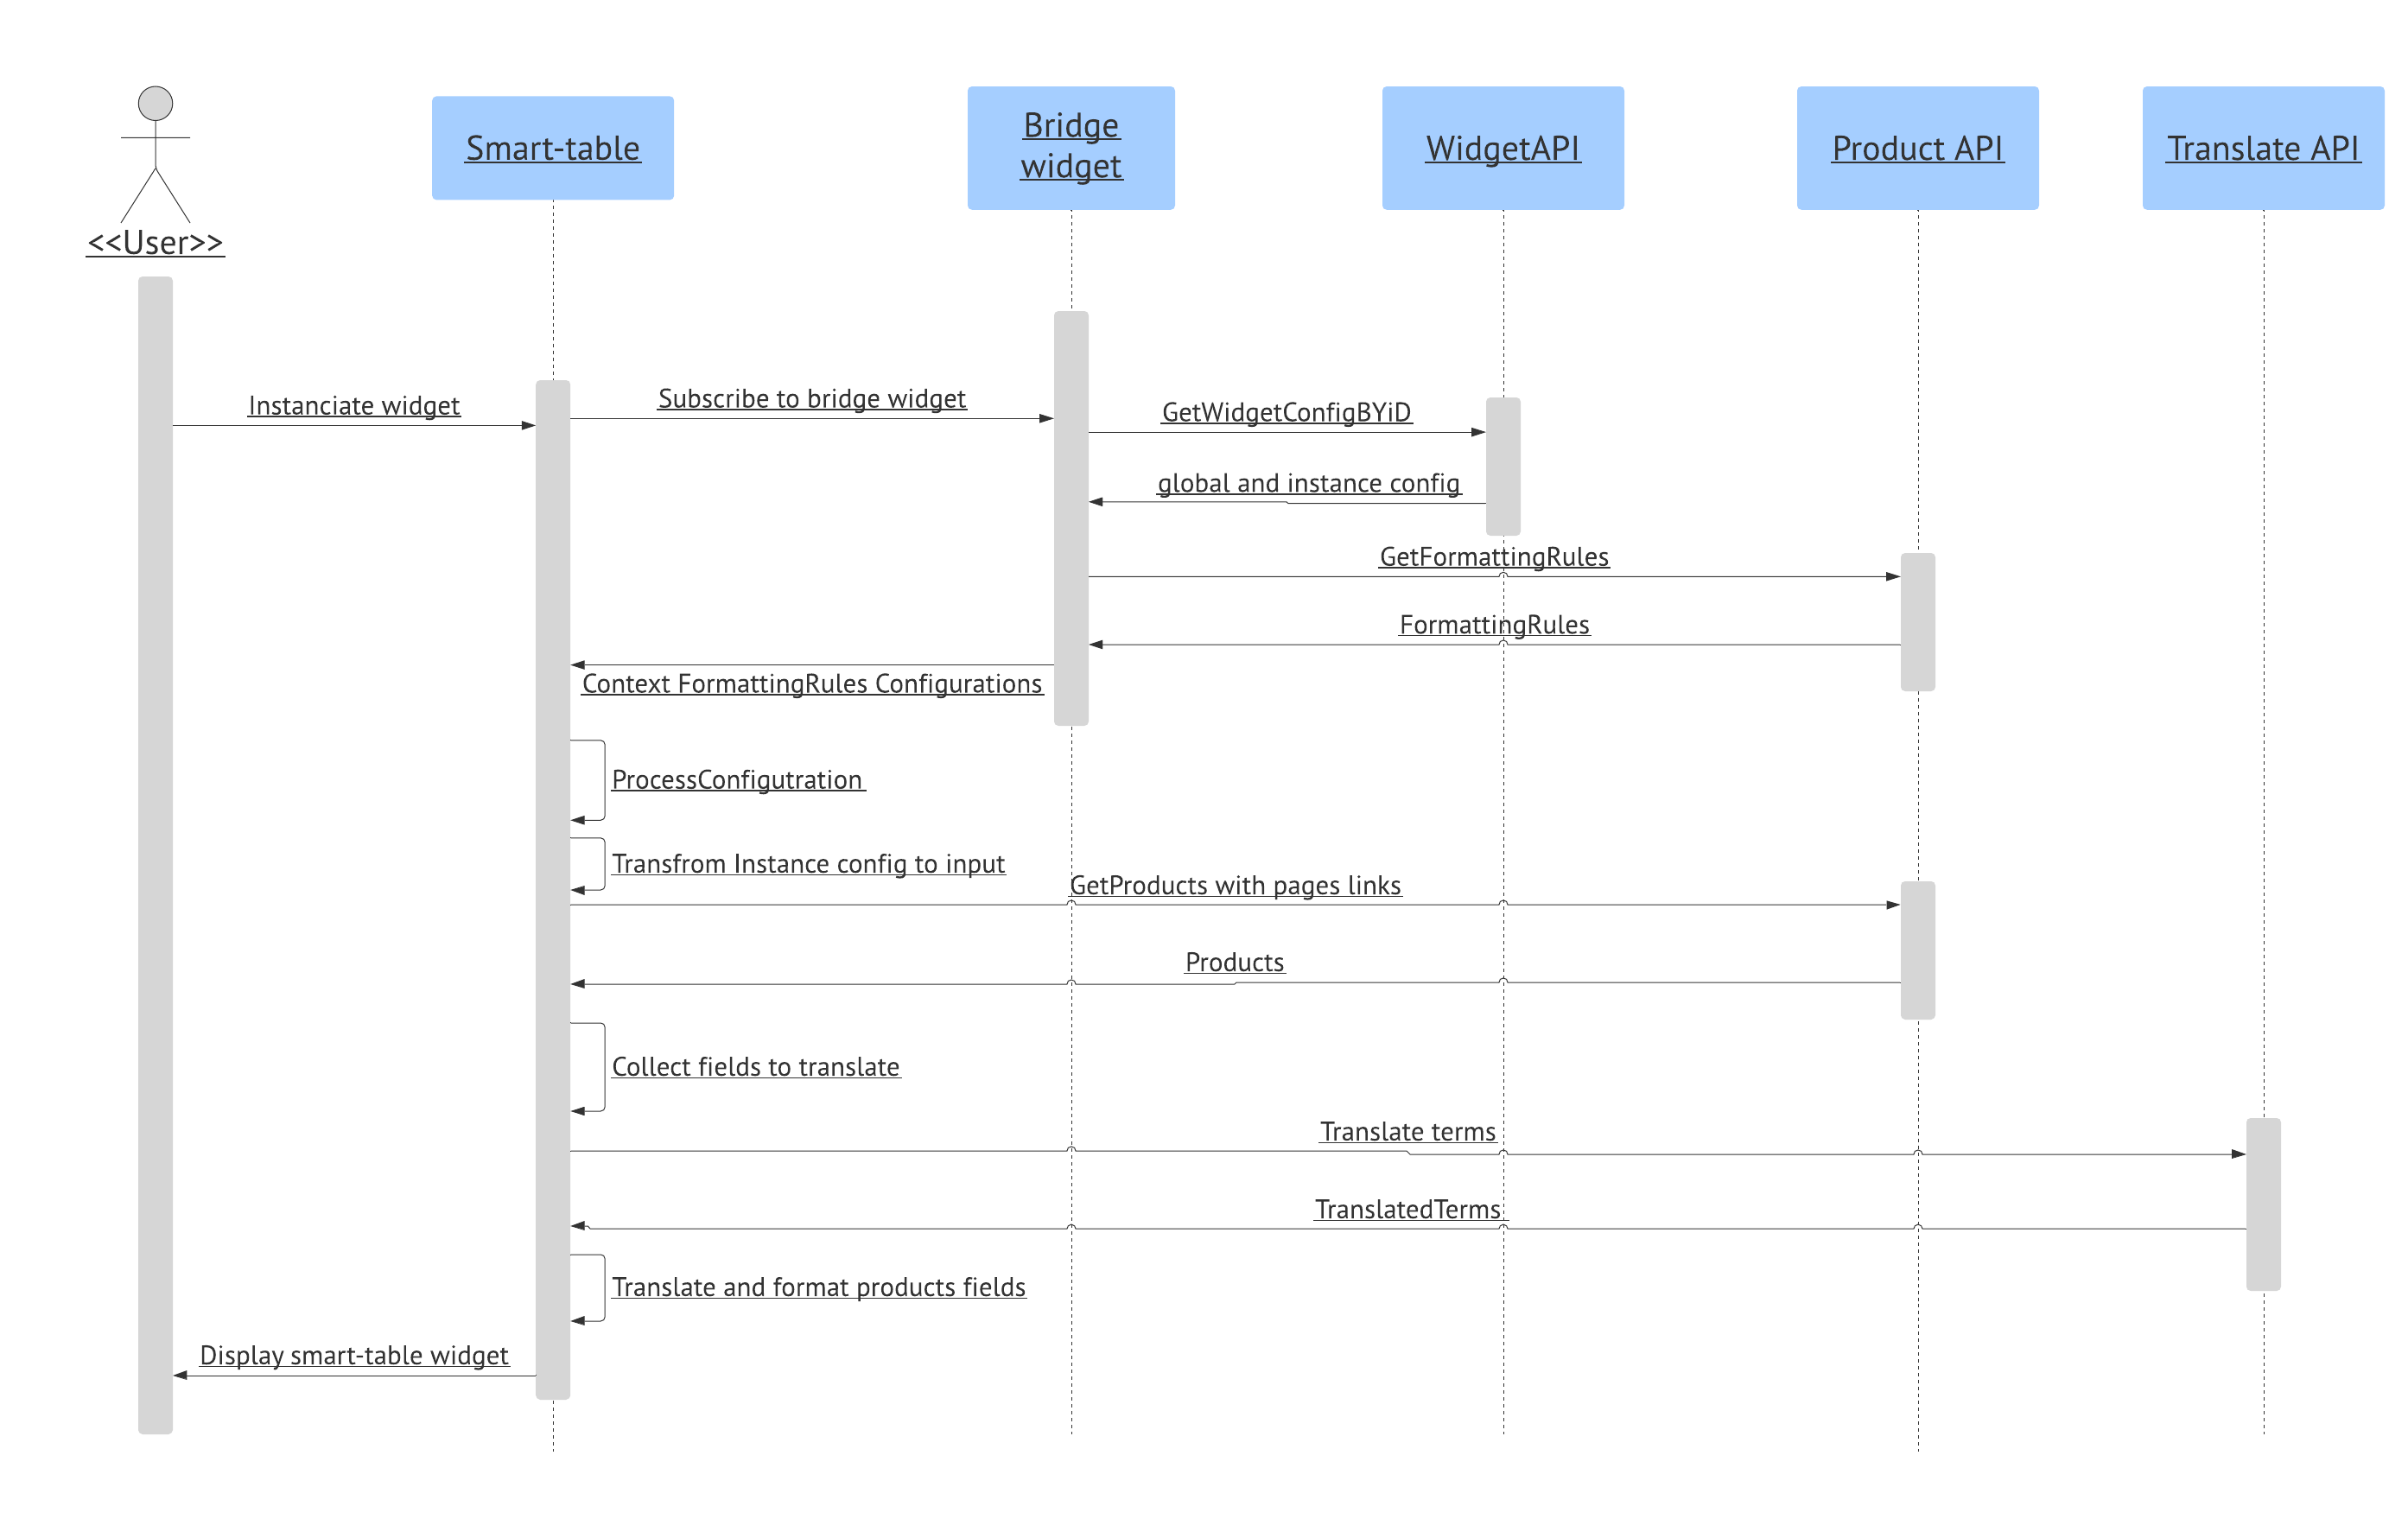 <<User>>
Smart-table
Bridge
widget
WidgetAPI
Product API
Translate API
Instanciate widget
Subscribe to bridge widget
GetWidgetConfigBYiD
global and instance config
GetFormattingRules
FormattingRules
Context FormattingRules Configurations
ProcessConfigutration
Transfrom Instance config to input
GetProducts with pages links
Products
Collect fields to translate
Translate terms
TranslatedTerms
Translate and format products fields
Display smart-table widget